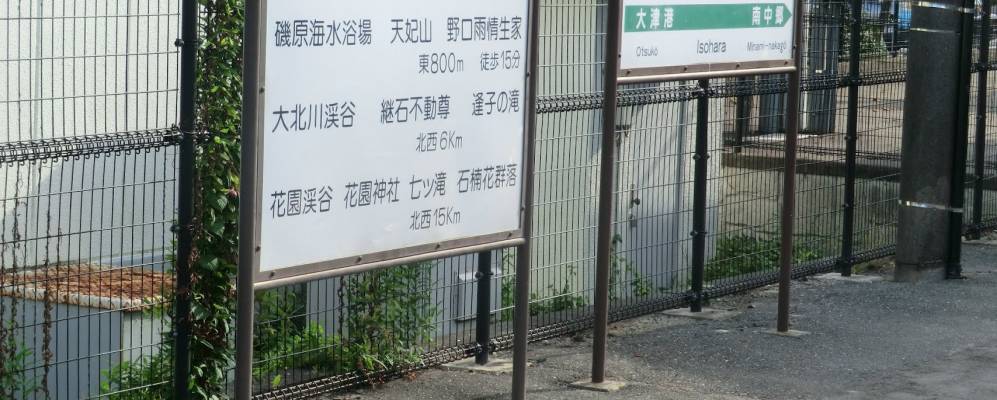 磯原海水浴場 天妃山 野口雨情生家
東800m 徒歩15分
大北川渓谷 継石不動尊 逢子の滝
北西6Km
花園渓谷 花園神社 七ツ滝 石楠花群落
北西15Km
大津港 南中郷
Otsukō Isohara Minami-nakagō